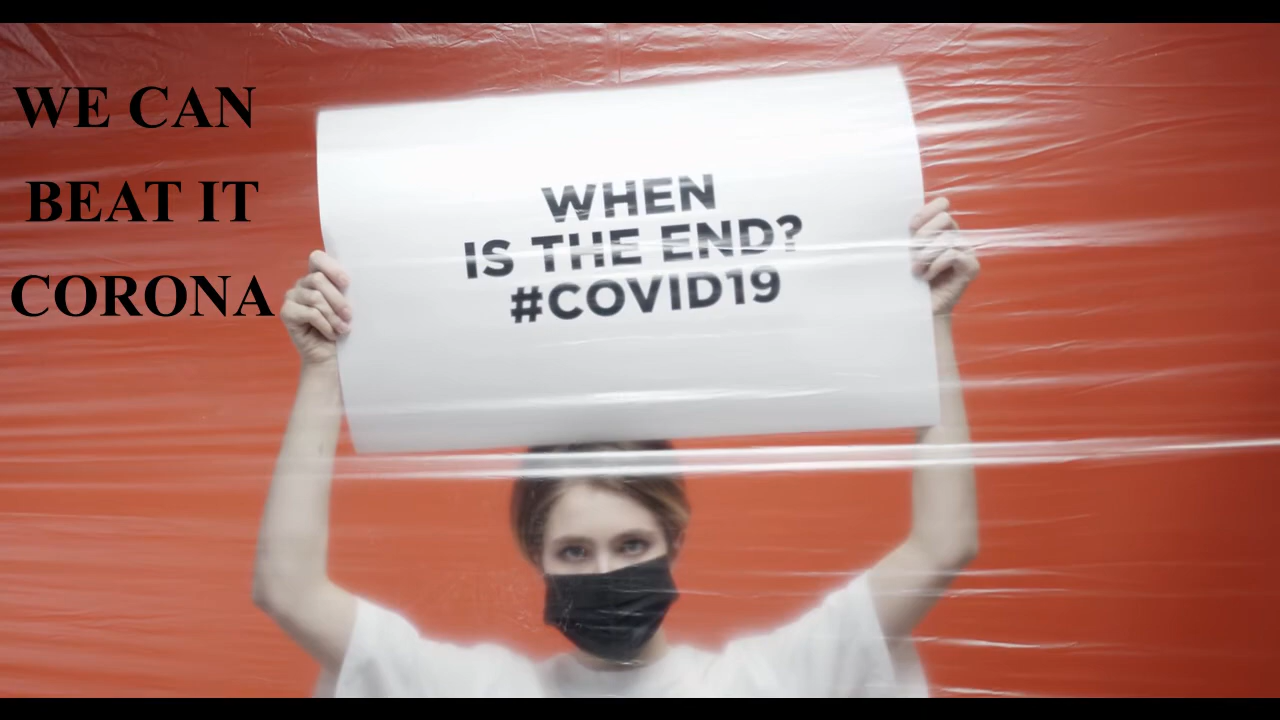 WE CAN
BEAT IT
CORONA
WHEN
IS THE END?
#COVID19